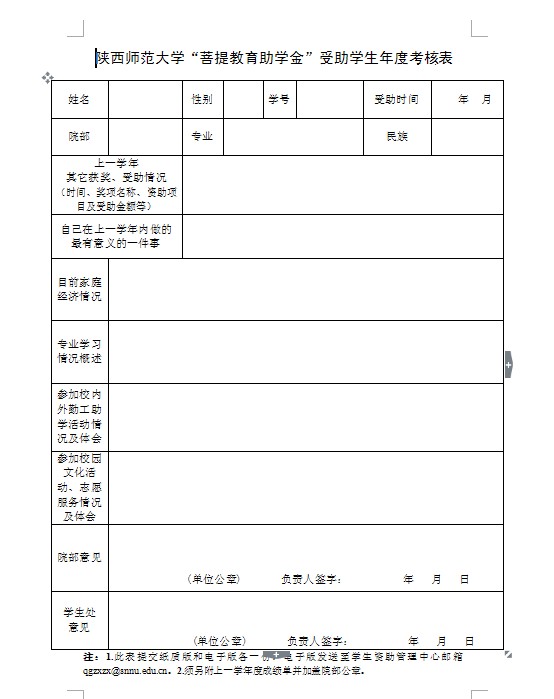 陕西师范大学“菩提教育助学金”受助学生年度考核表
姓名 性别 学号 受助时间 年 月
院部 专业 民族
上一学年
其它获奖、受助情况
（时间、奖项名称、资助项
目及受助金额等）
自己在上一学年内做的
最有意义的一件事
目前家庭
经济情况
专业学习
情况概述
参加校内
外勤工助
学活动情
况及体会
参加校园
文化活
动、志愿
服务情况
及体会
院部意见
(单位公章) 负责人签字： 年 月 日
学生处
意见
(单位公章) 负责人签字： 年 月 日
注：1.此表提交纸质版和电子版各一份 电子版发送至学生资助管理中心邮箱
qgzxzx@snnu.edu.cn。2.须另附上一学年度成绩单并加盖院部公章。